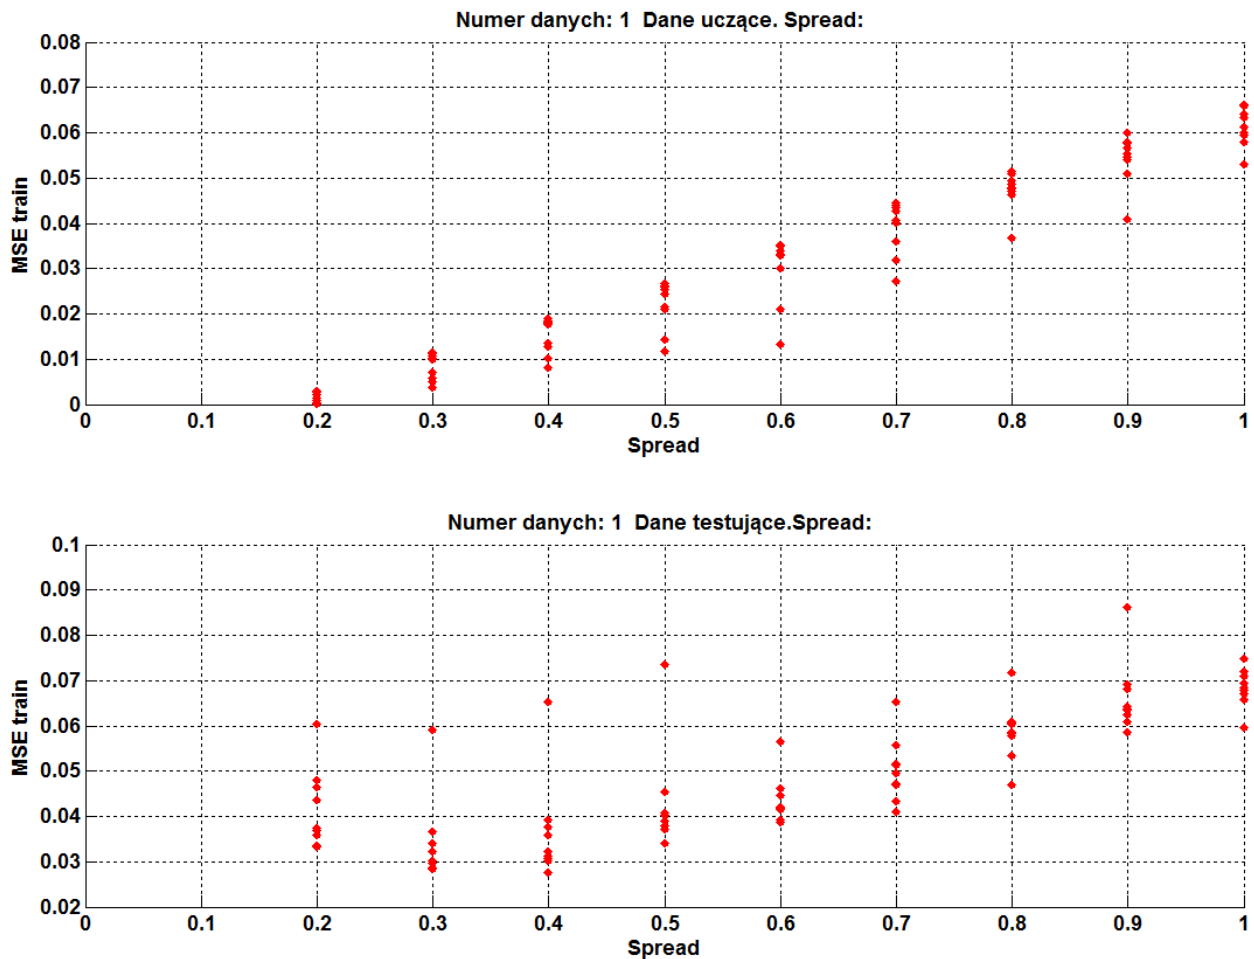 Numer danych: 1  Dane uczące. Spread:
0.08
0.07
0.06
0.05
0.04
0.03
0.02
0.01
0
MSE train
0 0.1 0.2 0.3 0.4 0.5 0.6 0.7 0.8 0.9 1
Spread
Numer danych: 1  Dane testujące.Spread:
0.1
0.09
0.08
0.07
0.06
0.05
0.04
0.03
0.02
MSE train
0 0.1 0.2 0.3 0.4 0.5 0.6 0.7 0.8 0.9 1
Spread